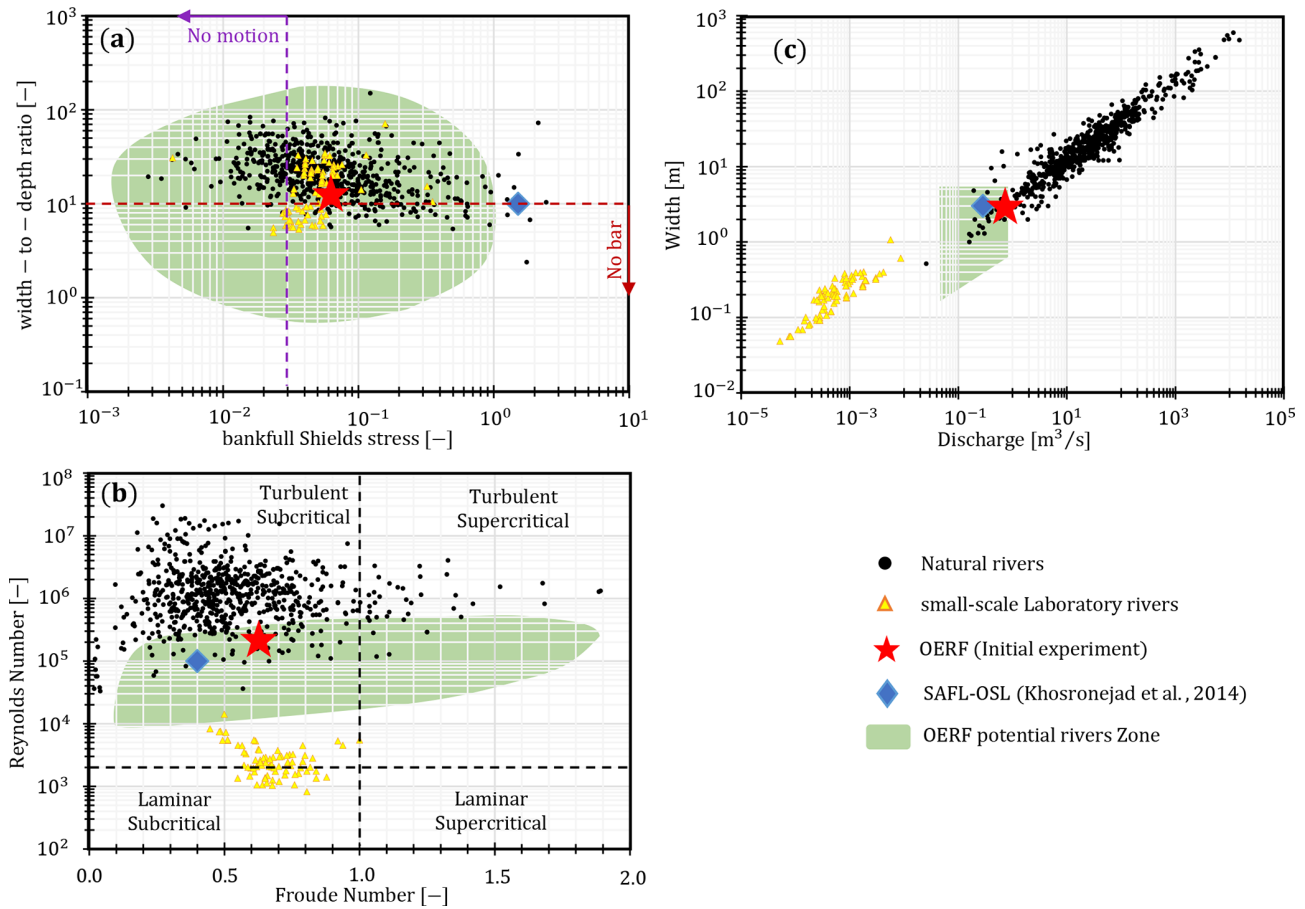 (a)
No motion
No bar
10³
10²
10¹
10⁰
10⁻¹
10⁻³
10⁻²
10⁻¹
10⁰
10¹
width − to − depth ratio [−]
bankfull Shields stress [−]
(c)
10³
10²
10¹
10⁰
10⁻¹
10⁻²
10⁻⁵
10⁻³
10⁻¹
10¹
10³
10⁵
Width [m]
Discharge [m³/s]
(b)
Turbulent
Subcritical
Turbulent
Supercritical
Laminar
Subcritical
Laminar
Supercritical
10⁸
10⁷
10⁶
10⁵
10⁴
10³
10²
0.0
0.5
1.0
1.5
2.0
Reynolds Number [−]
Froude Number [−]
Natural rivers
small-scale Laboratory rivers
OERF (Initial experiment)
SAFL-OSL (Khosronejad et al., 2014)
OERF potential rivers Zone